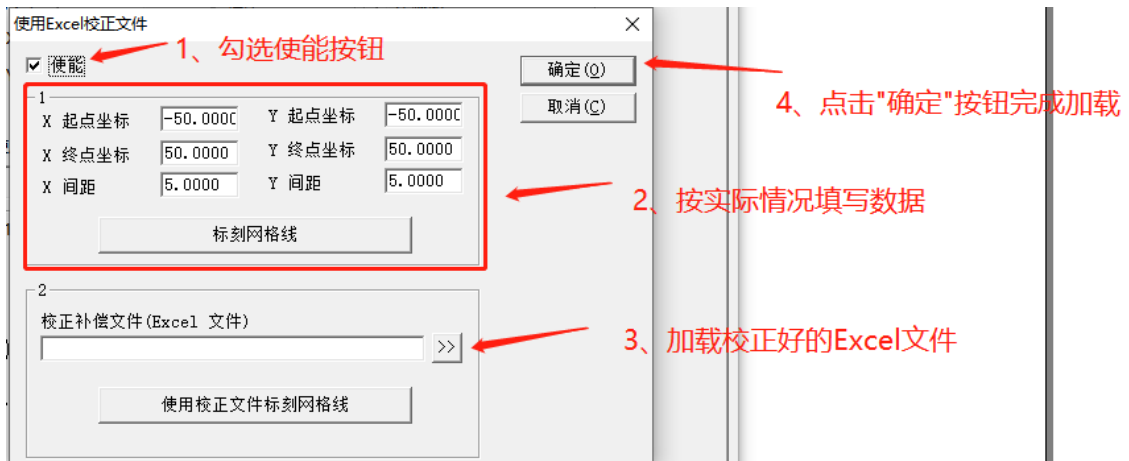 使用Excel校正文件
1、勾选使能按钮
使能
确定(O)
取消(C)
4、点击"确定"按钮完成加载
1
X 起点坐标 -50.000 Y 起点坐标 -50.000
X 终点坐标 50.0000 Y 终点坐标 50.0000
X 间距 5.0000 Y 间距 5.0000
2、按实际情况填写数据
标刻网格线
2
校正补偿文件(Excel 文件)
>>
3、加载校正好的Excel文件
使用校正文件标刻网格线